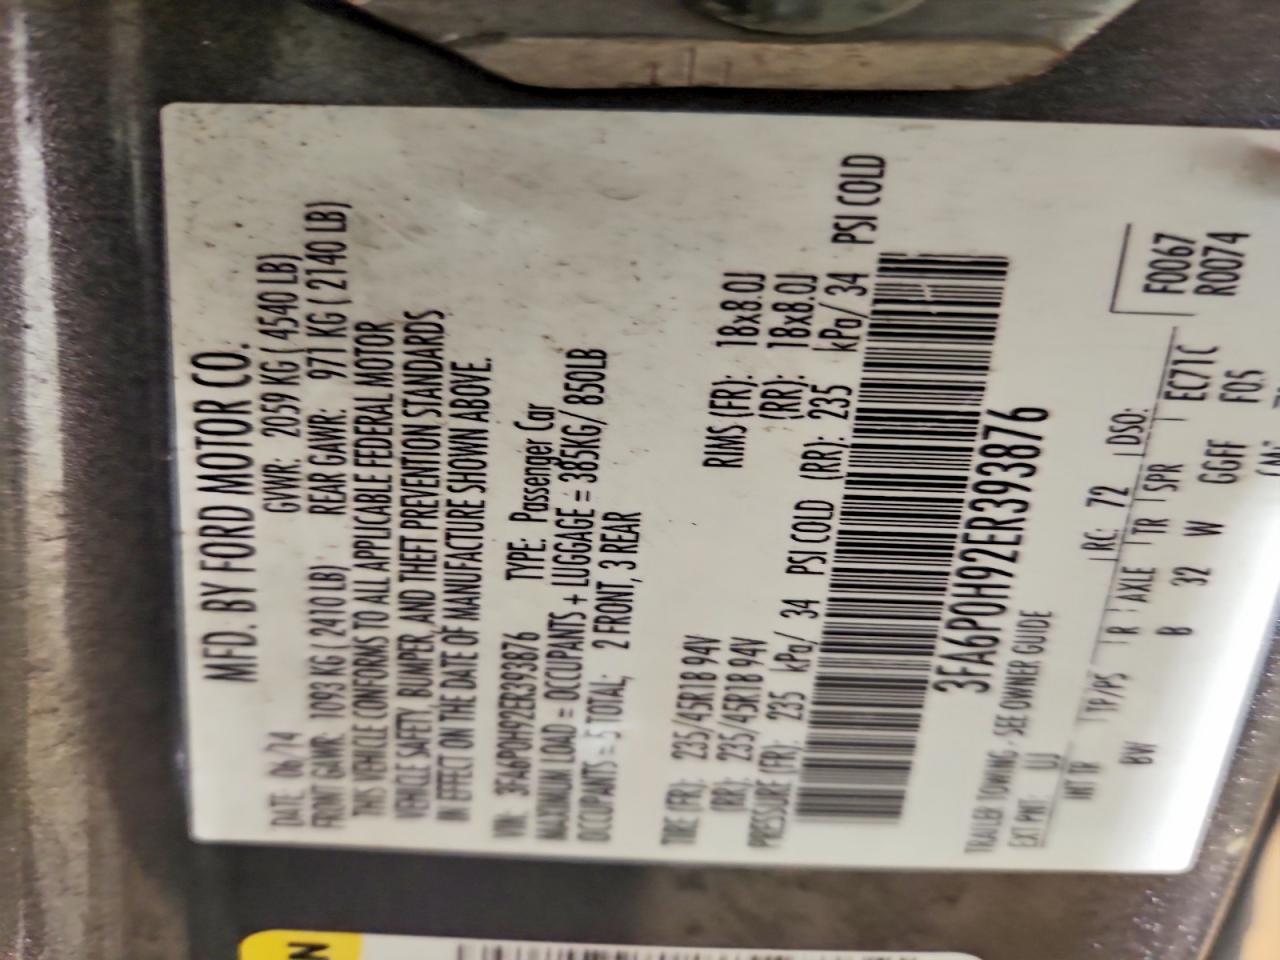 MFD. BY FORD MOTOR CO.
DATE: 06/14 GVWR: 2059 KG ( 4540 LB)
FRONT GAWR: 1093 KG ( 2410 LB) REAR GAWR: 971 KG ( 2140 LB)
THIS VEHICLE CONFORMS TO ALL APPLICABLE FEDERAL MOTOR
VEHICLE SAFETY, BUMPER, AND THEFT PREVENTION STANDARDS
IN EFFECT ON THE DATE OF MANUFACTURE SHOWN ABOVE.
VIN: 3FA6P0H92ER393876 TYPE: Passenger Car
MAXIMUM LOAD = OCCUPANTS + LUGGAGE = 385KG/ 850LB
OCCUPANTS = 5 TOTAL; 2 FRONT, 3 REAR
TIRE (FR): 235/45R18 94V RIMS (FR): 18x8.0J
(RR): 235/45R18 94V (RR): 18x8.0J
PRESSURE (FR): 235 kPa/ 34 PSI COLD (RR): 235 kPa/ 34 PSI COLD
3FA6P0H92ER393876
TRAILER TOWING - SEE OWNER GUIDE
EXT PNT: UJ RC: 72 DSO:
INT TR TP/PS R AXLE TR SPR EC71C F0067
BW B 32 W GGFF F05 R0074
N